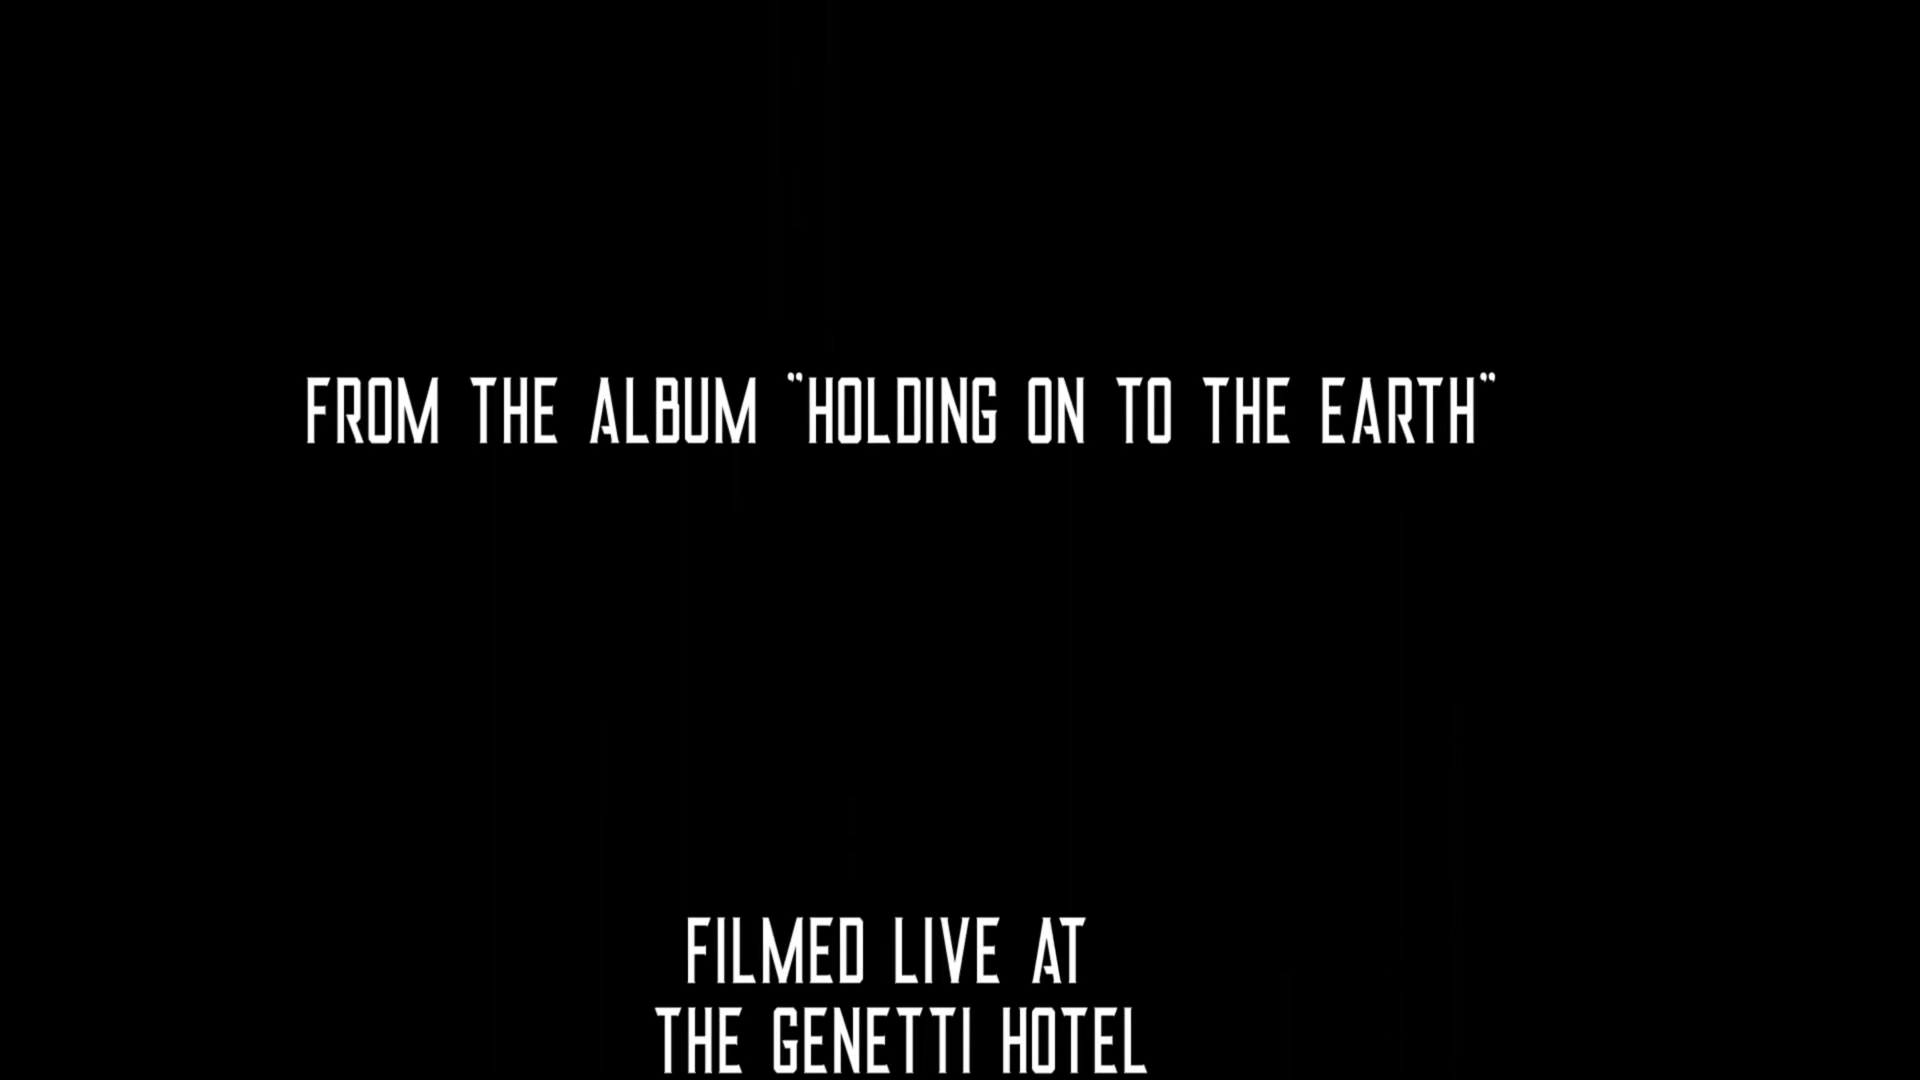 FROM THE ALBUM "HOLDING ON TO THE EARTH"
FILMED LIVE AT
THE GENETTI HOTEL